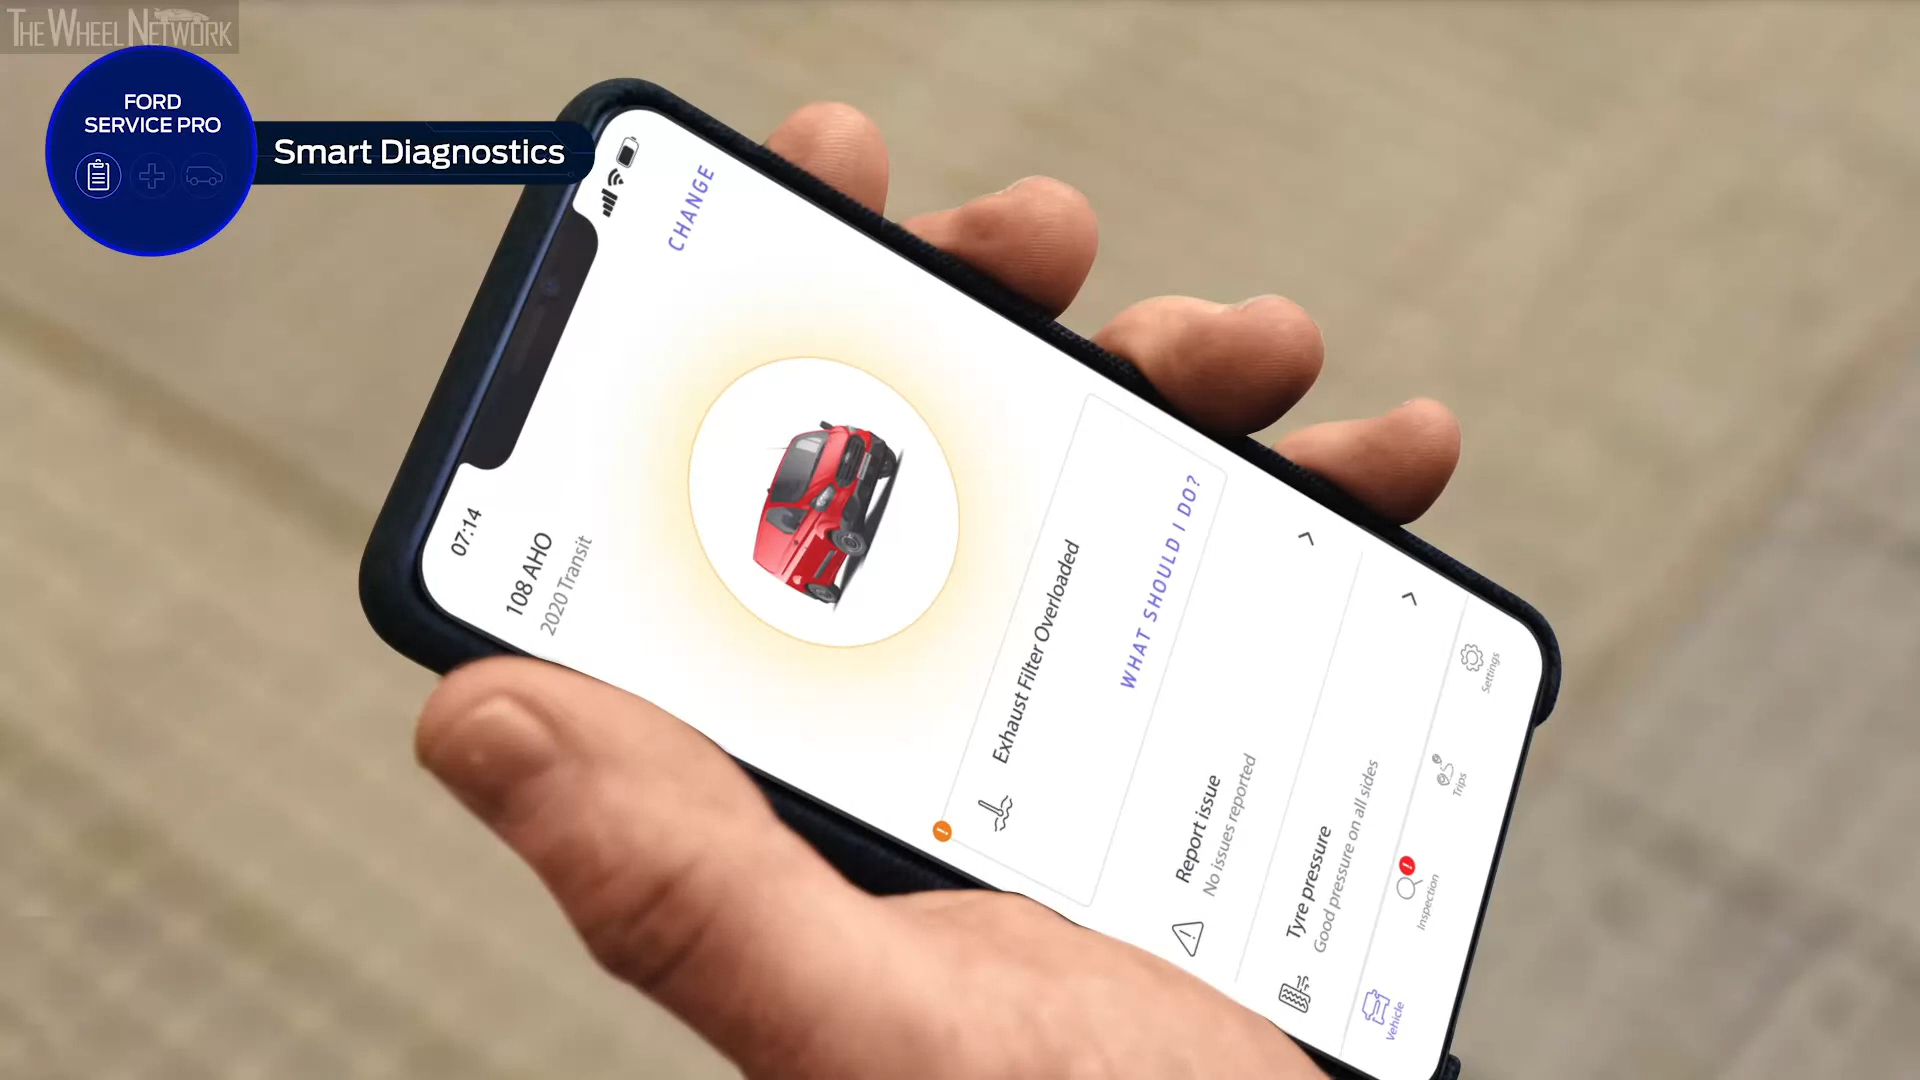 THE WHEEL NETWORK
FORD
SERVICE PRO
Smart Diagnostics
07:14
108 AHO
2020 Transit
CHANGE
Exhaust Filter Overloaded
WHAT SHOULD I DO?
Report issue
No issues reported
Tyre pressure
Good pressure on all sides
Vehicle
Inspection
Trips
Settings